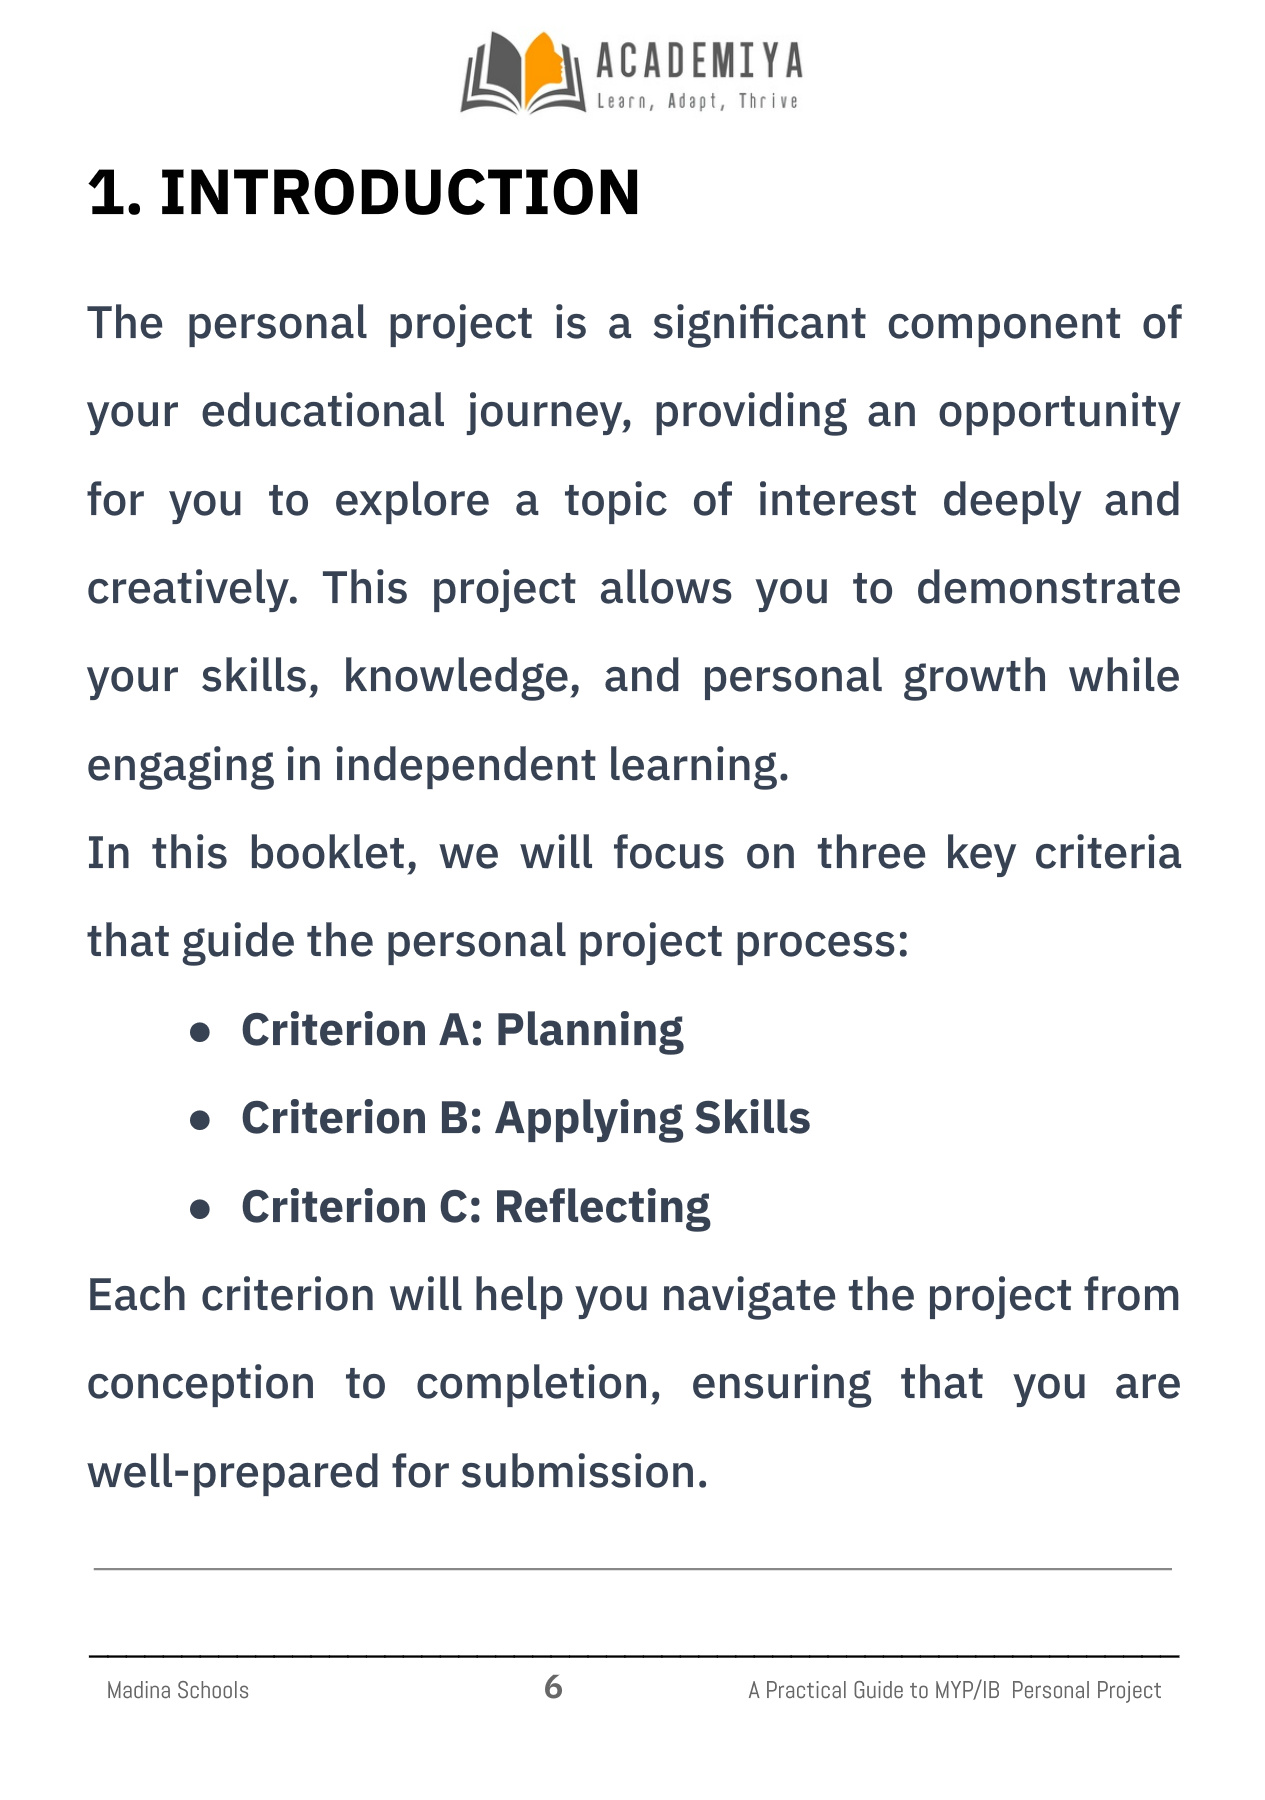 ACADEMIYA
Learn, Adapt, Thrive
1. INTRODUCTION
The personal project is a significant component of
your educational journey, providing an opportunity
for you to explore a topic of interest deeply and
creatively. This project allows you to demonstrate
your skills, knowledge, and personal growth while
engaging in independent learning.
In this booklet, we will focus on three key criteria
that guide the personal project process:
● Criterion A: Planning
● Criterion B: Applying Skills
● Criterion C: Reflecting
Each criterion will help you navigate the project from
conception to completion, ensuring that you are
well-prepared for submission.
Madina Schools 6 A Practical Guide to MYP/IB Personal Project